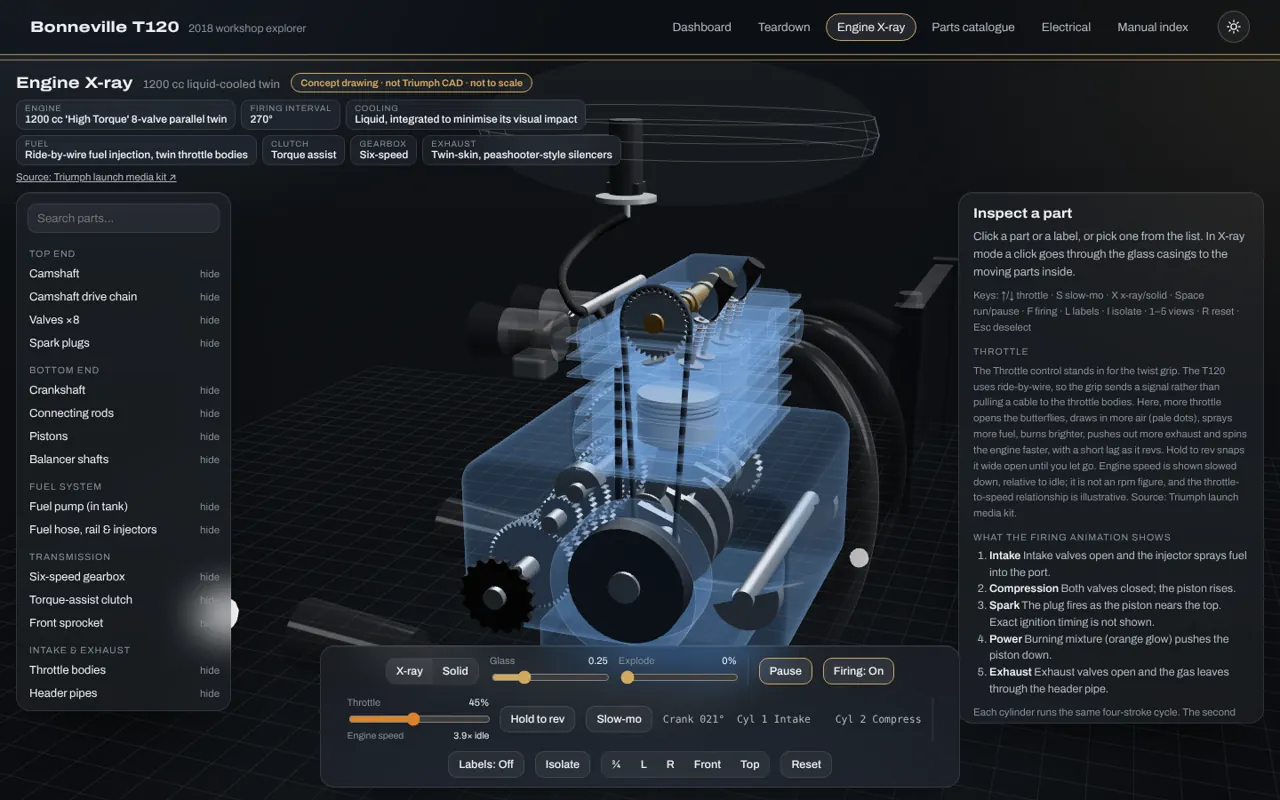 Bonneville T120 2018 workshop explorer
Dashboard Teardown Engine X-ray Parts catalogue Electrical Manual index
Engine X-ray 1200 cc liquid-cooled twin Concept drawing · not Triumph CAD · not to scale
ENGINE
1200 cc 'High Torque' 8-valve parallel twin
FIRING INTERVAL
270°
COOLING
Liquid, integrated to minimise its visual impact
FUEL
Ride-by-wire fuel injection, twin throttle bodies
CLUTCH
Torque assist
GEARBOX
Six-speed
EXHAUST
Twin-skin, peashooter-style silencers
Source: Triumph launch media kit ↗
Search parts...
TOP END
Camshaft hide
Camshaft drive chain hide
Valves ×8 hide
Spark plugs hide
BOTTOM END
Crankshaft hide
Connecting rods hide
Pistons hide
Balancer shafts hide
FUEL SYSTEM
Fuel pump (in tank) hide
Fuel hose, rail & injectors hide
TRANSMISSION
Six-speed gearbox hide
Torque-assist clutch
Front sprocket
INTAKE & EXHAUST
Throttle bodies hide
Header pipes hide
Inspect a part
Click a part or a label, or pick one from the list. In X-ray
mode a click goes through the glass casings to the
moving parts inside.
Keys: ↑/↓ throttle · S slow-mo · X x-ray/solid · Space
run/pause · F firing · L labels · I isolate · 1–5 views · R reset ·
Esc deselect
THROTTLE
The Throttle control stands in for the twist grip. The T120
uses ride-by-wire, so the grip sends a signal rather than
pulling a cable to the throttle bodies. Here, more throttle
opens the butterflies, draws in more air (pale dots), sprays
more fuel, burns brighter, pushes out more exhaust and spins
the engine faster, with a short lag as it revs. Hold to rev snaps
it wide open until you let go. Engine speed is shown slowed
down, relative to idle; it is not an rpm figure, and the throttle-
to-speed relationship is illustrative. Source: Triumph launch
media kit.
WHAT THE FIRING ANIMATION SHOWS
1. Intake Intake valves open and the injector sprays fuel
into the port.
2. Compression Both valves closed; the piston rises.
3. Spark The plug fires as the piston nears the top.
Exact ignition timing is not shown.
4. Power Burning mixture (orange glow) pushes the
piston down.
5. Exhaust Exhaust valves open and the gas leaves
through the header pipe.
Each cylinder runs the same four-stroke cycle. The second
X-ray Solid Glass 0.25 Explode 0% Pause Firing: On
Throttle 45%
Engine speed 3.9× idle
Hold to rev Slow-mo Crank 021° Cyl 1 Intake Cyl 2 Compress
Labels: Off Isolate ¾ L R Front Top Reset